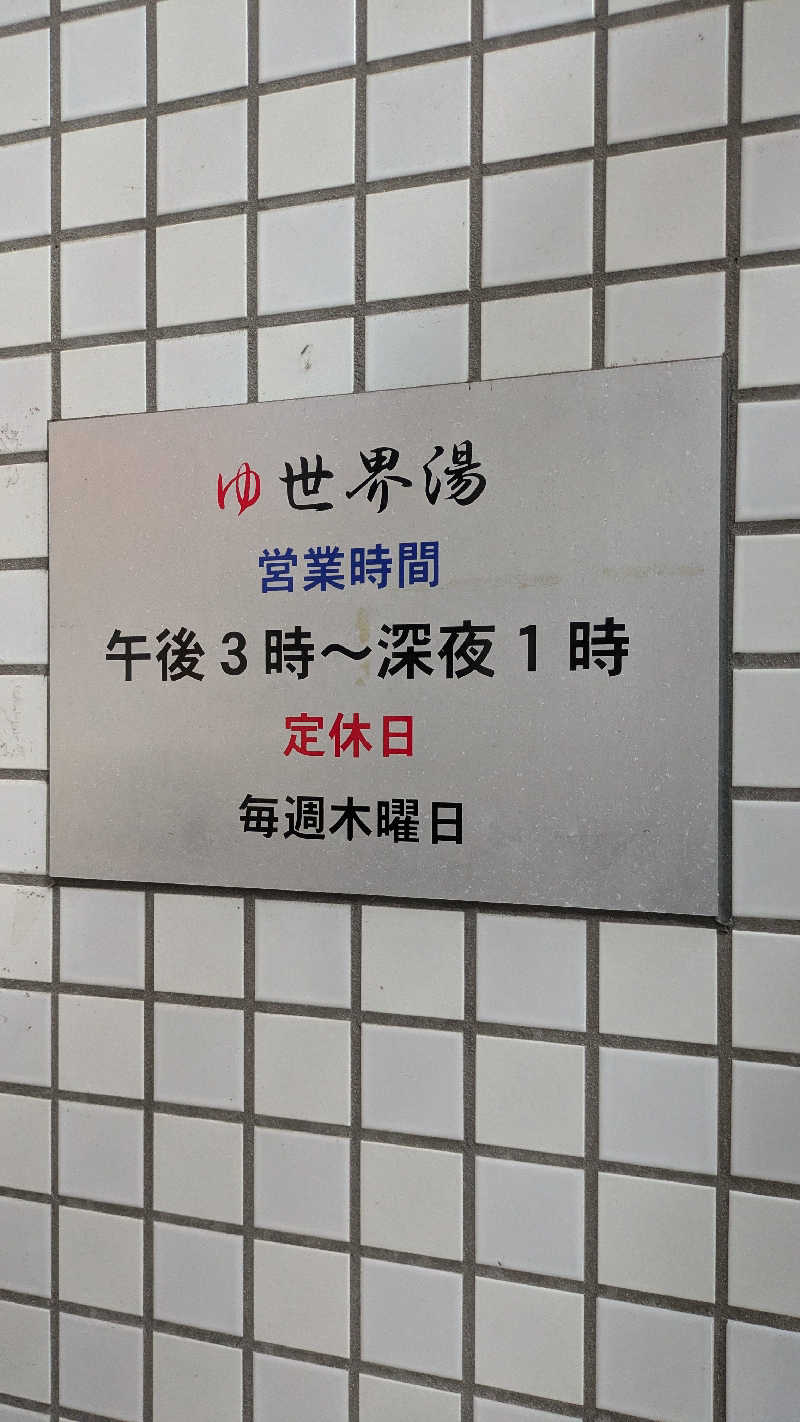 ゆ世界湯
営業時間
午後3時～深夜1時
定休日
毎週木曜日